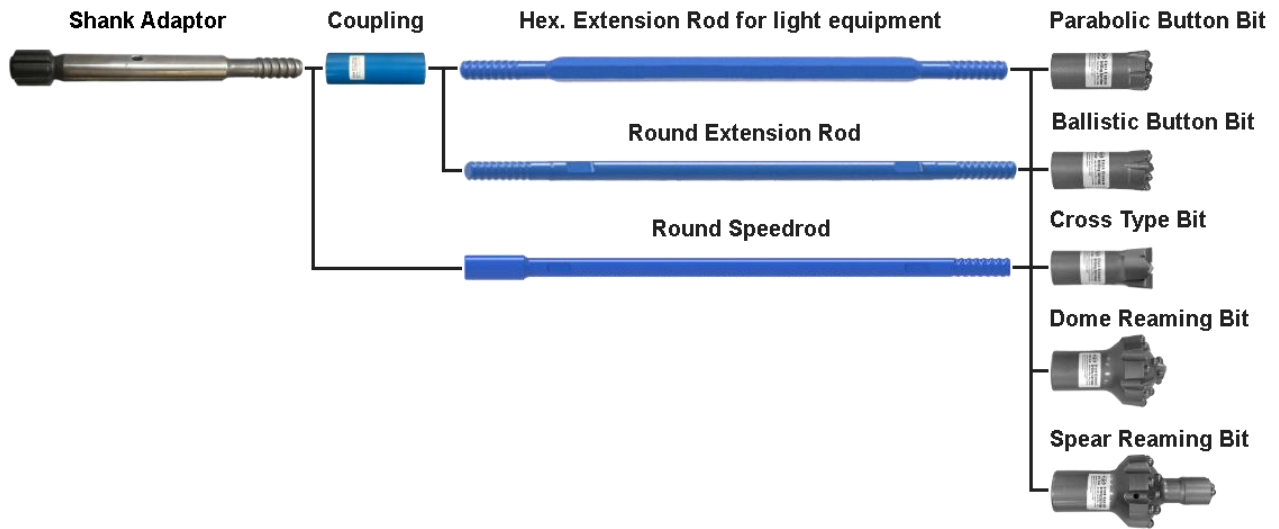 Shank Adaptor
Coupling
Hex. Extension Rod for light equipment
Parabolic Button Bit
Round Extension Rod
Ballistic Button Bit
Round Speedrod
Cross Type Bit
Dome Reaming Bit
Spear Reaming Bit